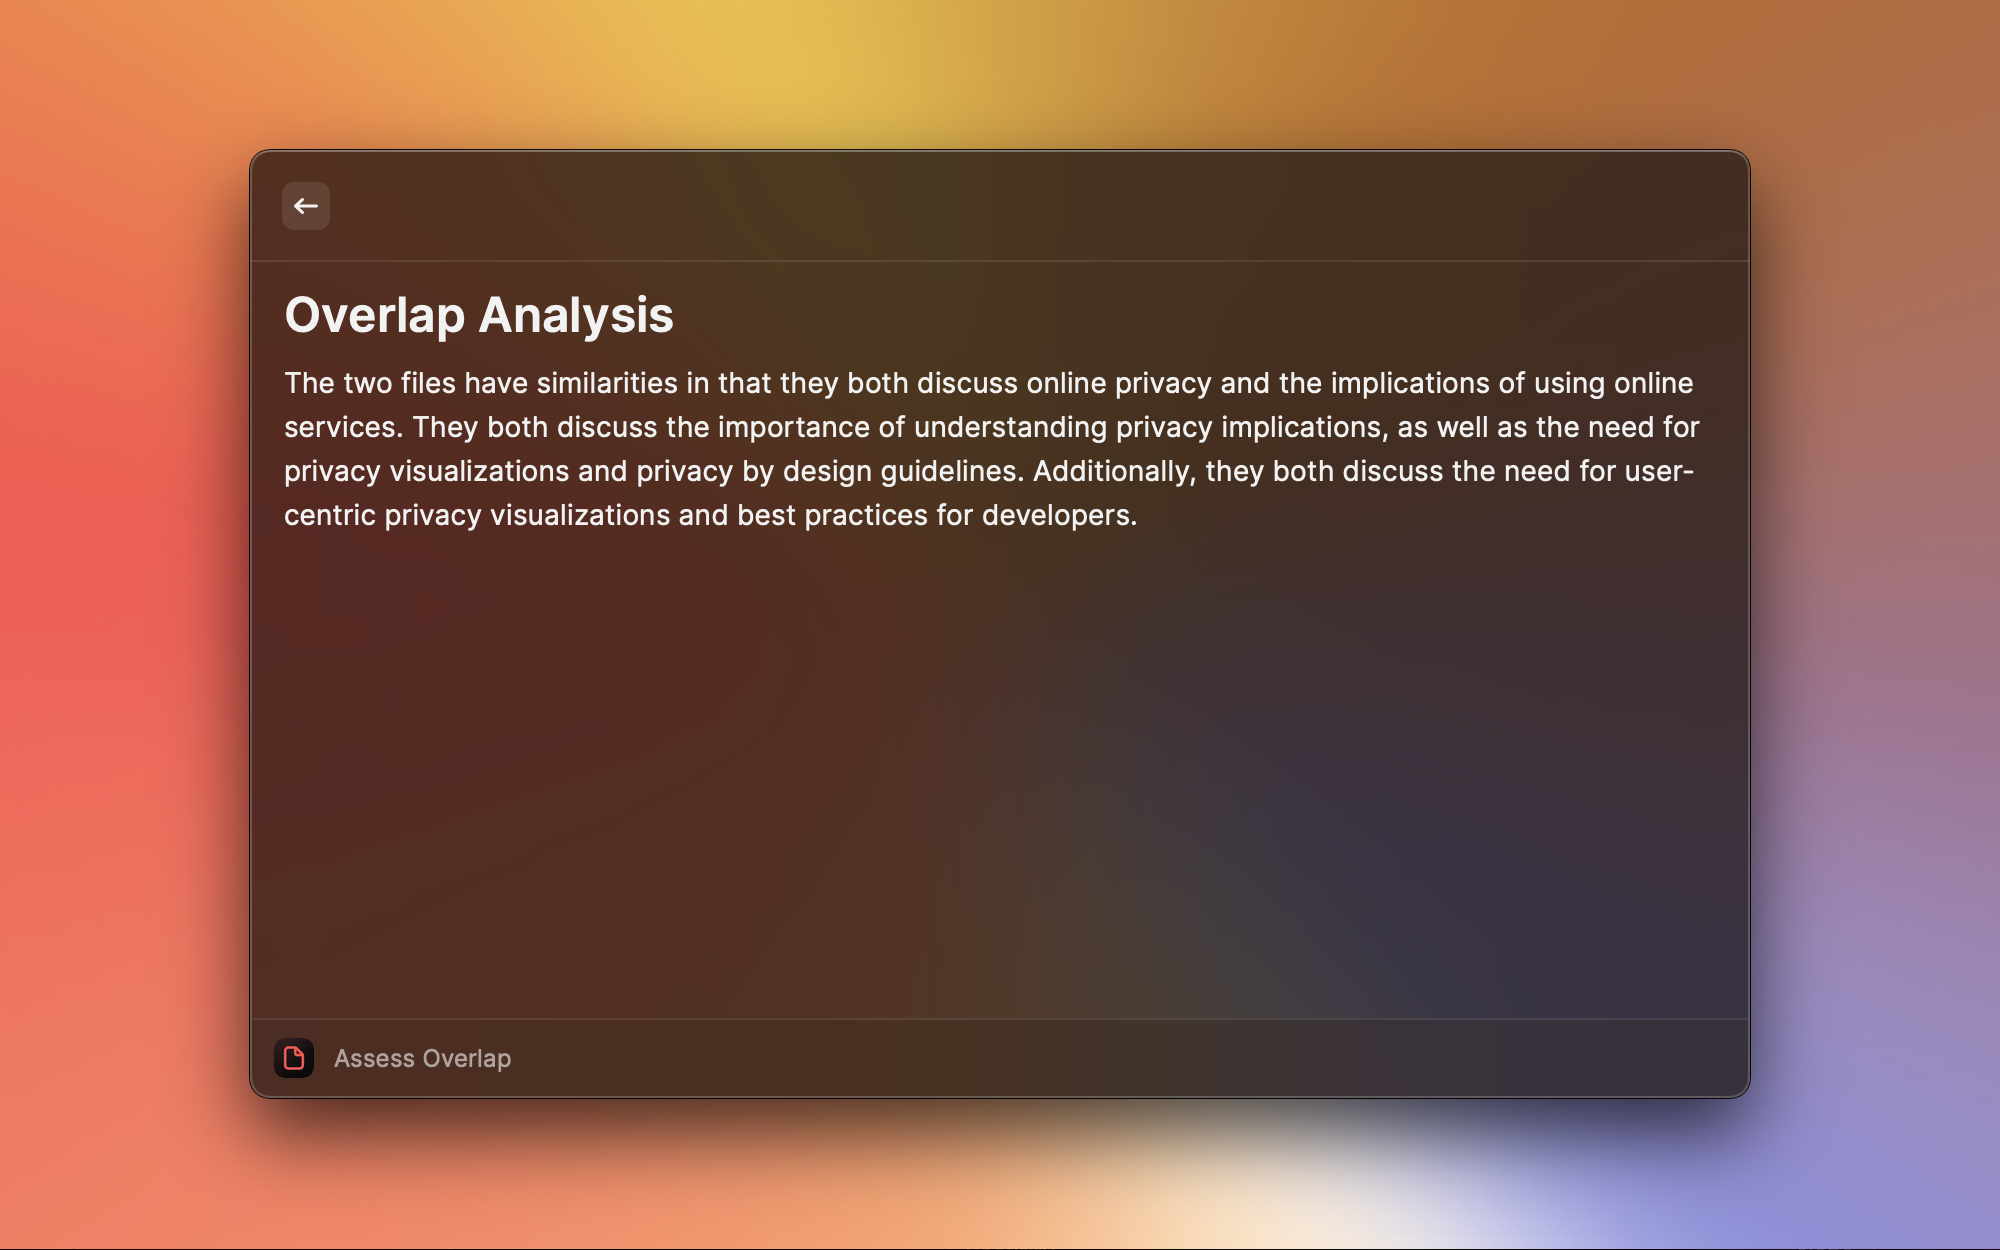 Overlap Analysis
The two files have similarities in that they both discuss online privacy and the implications of using online
services. They both discuss the importance of understanding privacy implications, as well as the need for
privacy visualizations and privacy by design guidelines. Additionally, they both discuss the need for user-
centric privacy visualizations and best practices for developers.
Assess Overlap